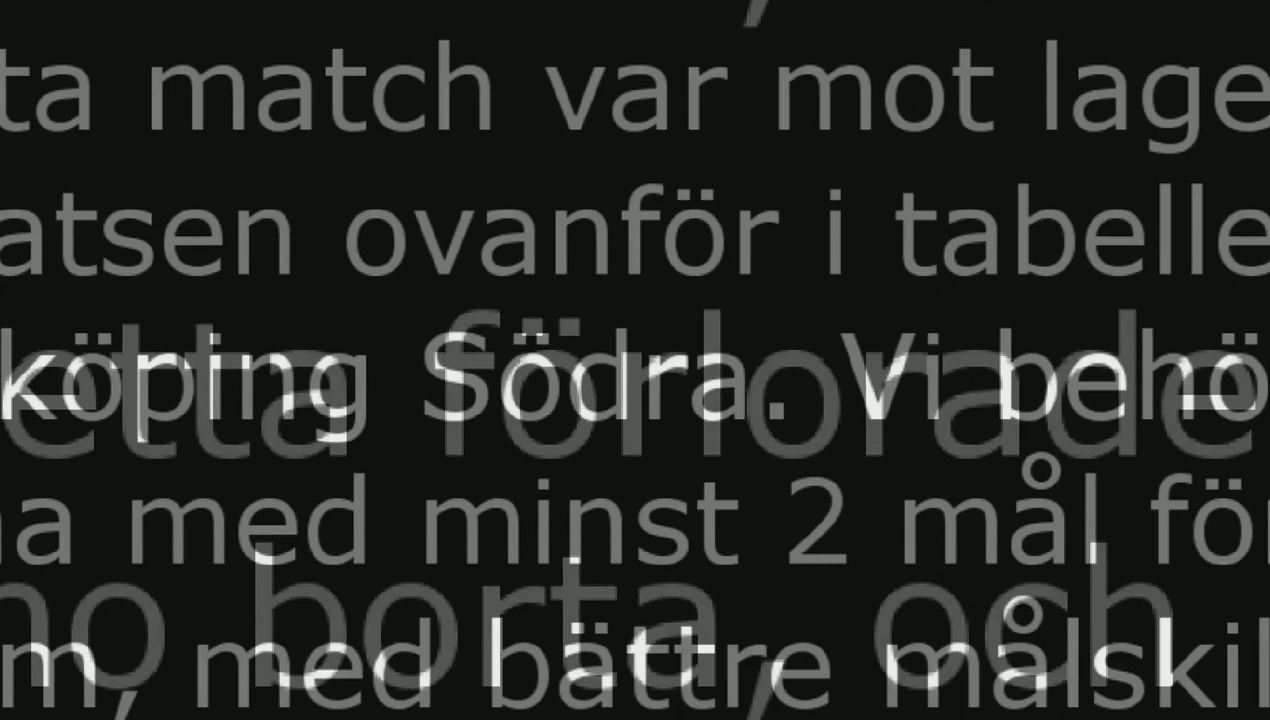 ta match var mot lage
atsen ovanför i tabelle
köping Södra. Vi behö
etta förlorade
na med minst 2 mål för
no borta, och
m, med bättre målskil